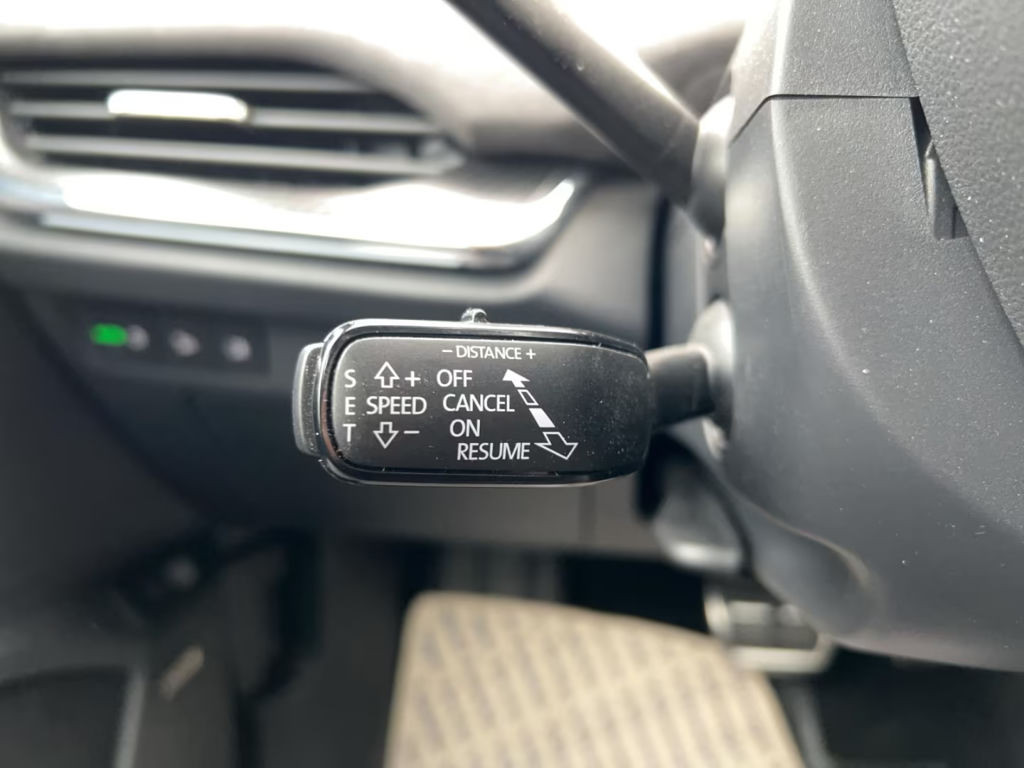 − DISTANCE +
S + OFF
E SPEED CANCEL
T − ON
RESUME